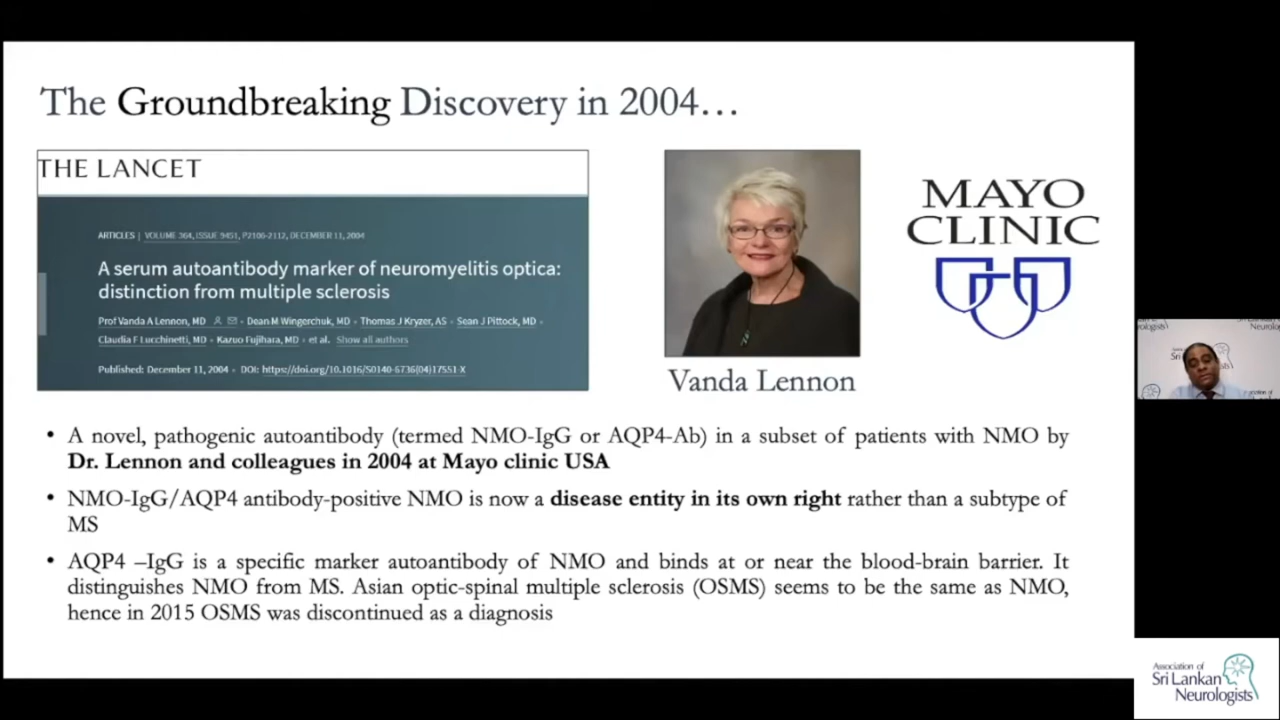 The Groundbreaking Discovery in 2004…
THE LANCET
ARTICLES | VOLUME 364, ISSUE 9451, P2106-2112, DECEMBER 11, 2004
A serum autoantibody marker of neuromyelitis optica:
distinction from multiple sclerosis
Prof Vanda A Lennon, MD • Dean M Wingerchuk, MD • Thomas J Kryzer, AS • Sean J Pittock, MD •
Claudia F Lucchinetti, MD • Kazuo Fujihara, MD • et al. Show all authors
Published: December 11, 2004 • DOI: https://doi.org/10.1016/S0140-6736(04)17551-X
Vanda Lennon
MAYO
CLINIC
• A novel, pathogenic autoantibody (termed NMO-IgG or AQP4-Ab) in a subset of patients with NMO by
Dr. Lennon and colleagues in 2004 at Mayo clinic USA
• NMO-IgG/AQP4 antibody-positive NMO is now a disease entity in its own right rather than a subtype of
MS
• AQP4 –IgG is a specific marker autoantibody of NMO and binds at or near the blood-brain barrier. It
distinguishes NMO from MS. Asian optic-spinal multiple sclerosis (OSMS) seems to be the same as NMO,
hence in 2015 OSMS was discontinued as a diagnosis
Association of
Sri Lankan
Neurologists